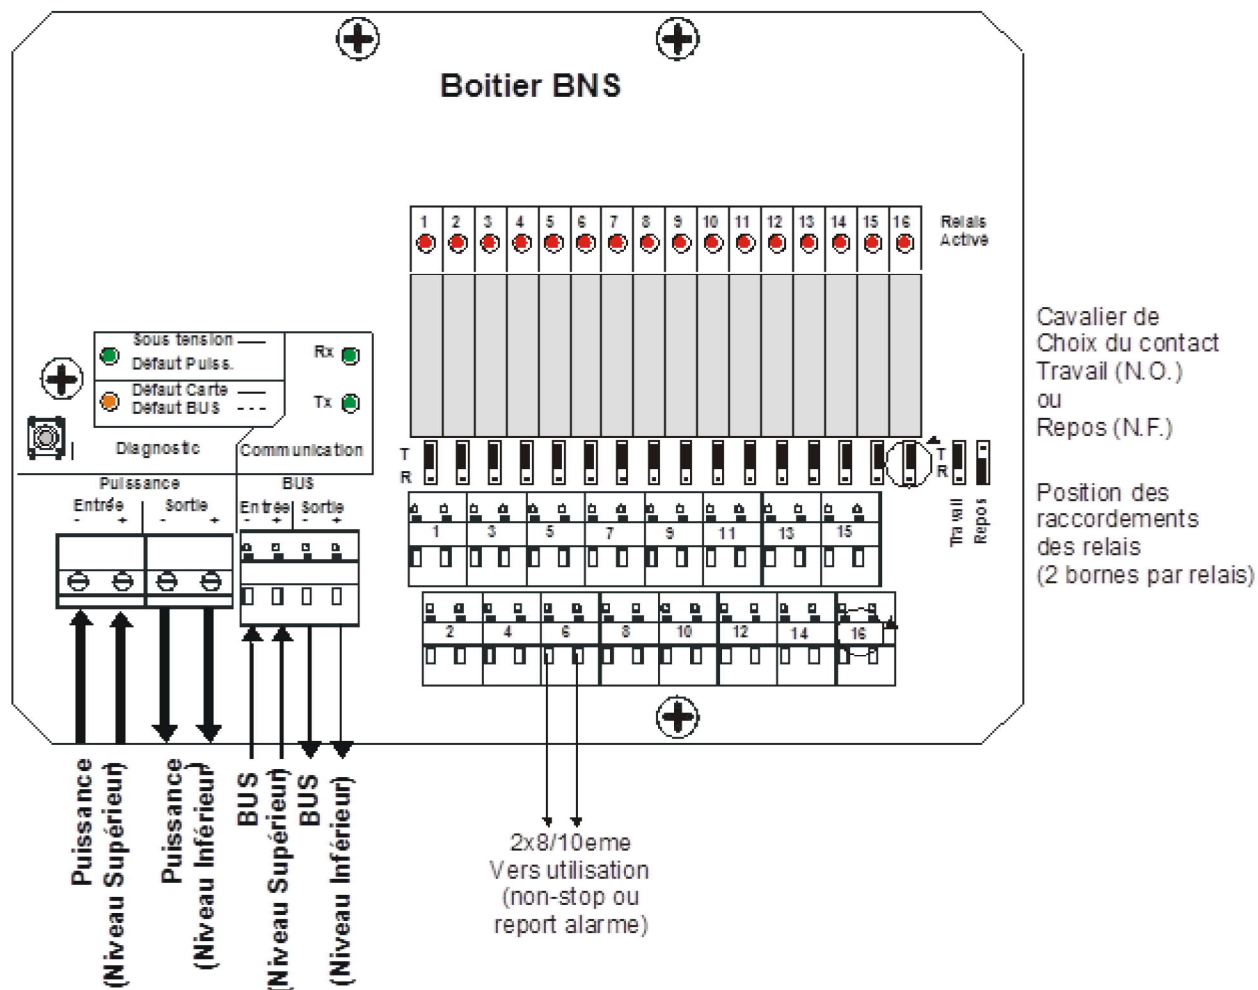 Boitier BNS
1 2 3 4 5 6 7 8 9 10 11 12 13 14 15 16
Relais
Activé
Sous tension
Défaut Puiss.
Défaut Carte
Défaut BUS
Rx
Tx
Diagnostic
Communication
Puissance
Entrée
Sortie
- + - +
BUS
Entrée
Sortie
- + - +
T
R
T
R
Travail
Repos
1 3 5 7 9 11 13 15
2 4 6 8 10 12 14 16
Cavalier de
Choix du contact
Travail (N.O.)
ou
Repos (N.F.)
Position des
raccordements
des relais
(2 bornes par relais)
Puissance
(Niveau Supérieur)
Puissance
(Niveau Inférieur)
BUS
(Niveau Supérieur)
BUS
(Niveau Inférieur)
2x8/10eme
Vers utilisation
(non-stop ou
report alarme)